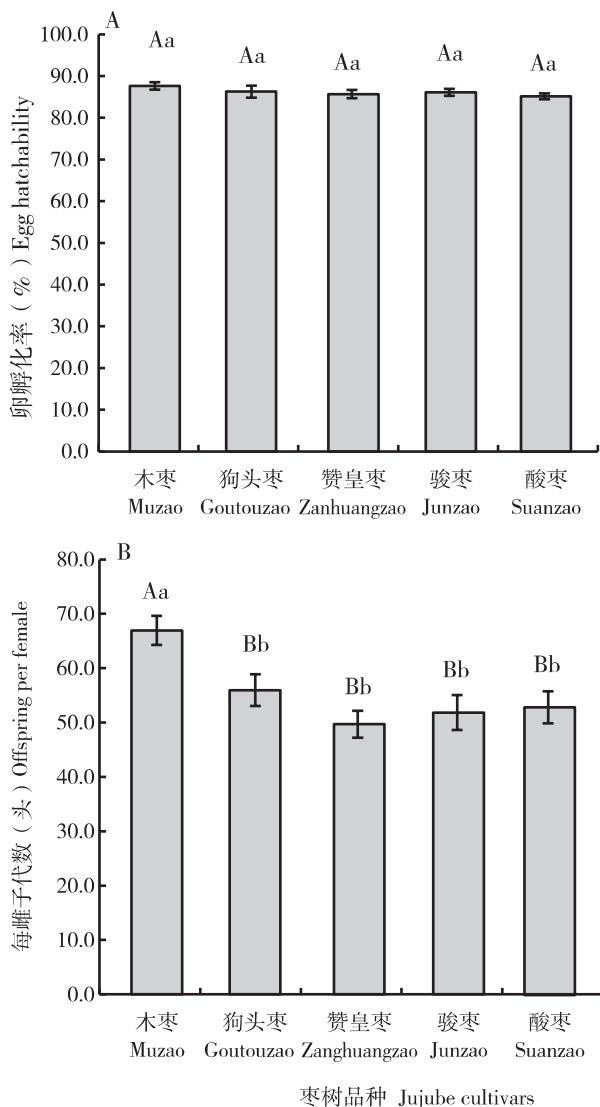 A
卵孵化率（%）Egg hatchability
100.0
90.0
80.0
70.0
60.0
50.0
40.0
30.0
20.0
10.0
0.0
Aa Aa Aa Aa Aa
木枣 狗头枣 赞皇枣 骏枣 酸枣
Muzao Goutouzao Zanhuangzao Junzao Suanzao
B
每雌子代数（头）Offspring per female
80.0
70.0
60.0
50.0
40.0
30.0
20.0
10.0
0.0
Aa Bb Bb Bb Bb
木枣 狗头枣 赞皇枣 骏枣 酸枣
Muzao Goutouzao Zanghuangzao Junzao Suanzao
枣树品种 Jujube cultivars